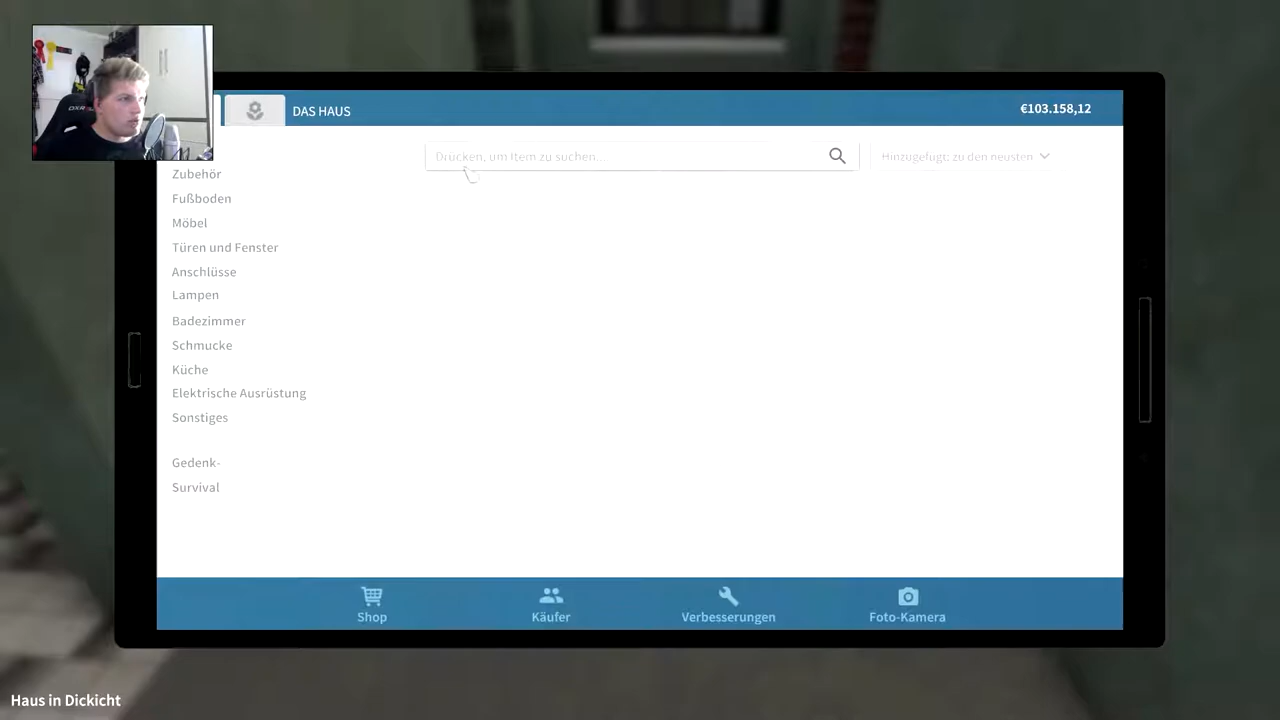 DAS HAUS
€103.158,12
Drucken, um Item zu suchen...
Hinzugefügt: zu den neusten
Zubehör
Fußboden
Möbel
Türen und Fenster
Anschlüsse
Lampen
Badezimmer
Schmucke
Küche
Elektrische Ausrüstung
Sonstiges
Gedenk-
Survival
Shop
Käufer
Verbesserungen
Foto-Kamera
Haus in Dickicht